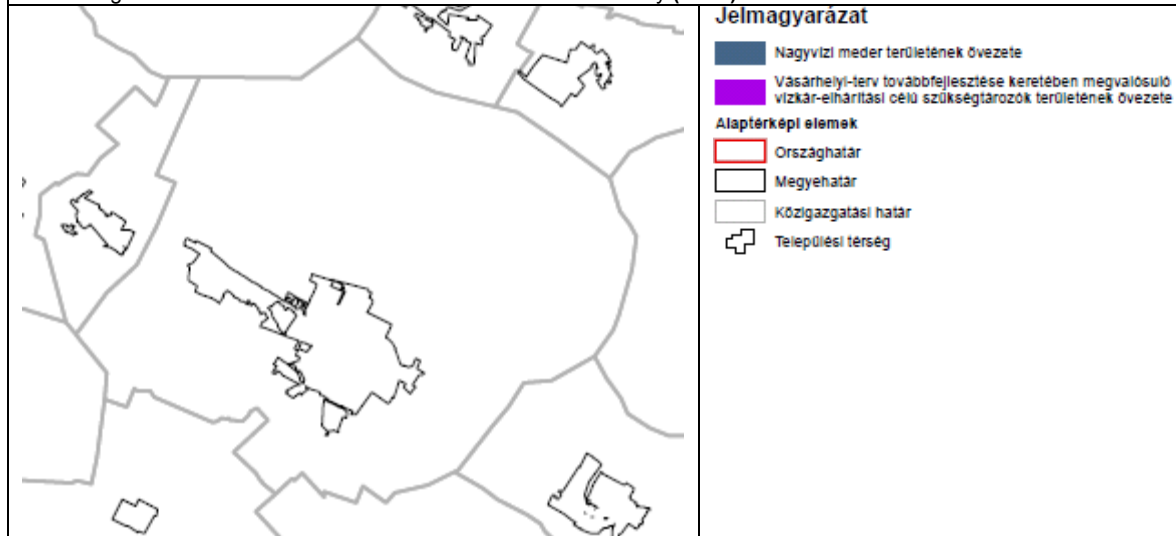 Jelmagyarázat
Nagyvízi meder területének övezete
Vásárhelyi-terv továbbfejlesztése keretében megvalósuló
vízkár-elhárítási célú szükségtározók területének övezete
Alaptérképi elemek
Országhatár
Megyehatár
Közigazgatási határ
Települési térség